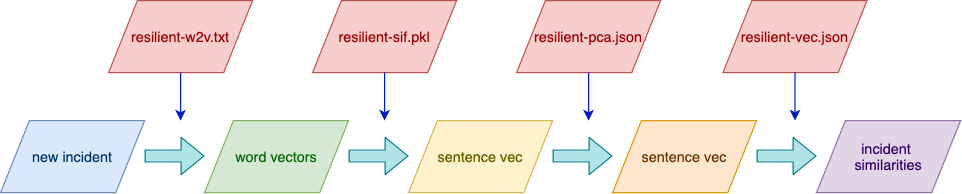 resilient-w2v.txt
resilient-sif.pkl
resilient-pca.json
resilient-vec.json
new incident
word vectors
sentence vec
sentence vec
incident
similarities